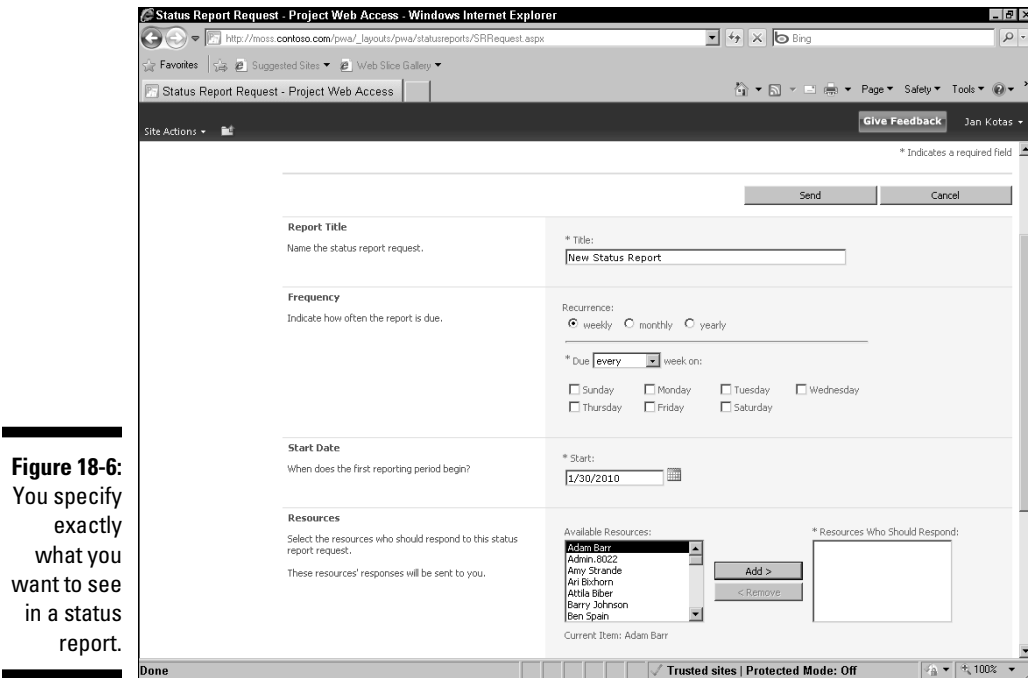 Status Report Request - Project Web Access - Windows Internet Explorer
http://moss.contoso.com/pwa/_layouts/pwa/statusreports/SRRequest.aspx
Bing
Favorites
Suggested Sites
Web Slice Gallery
Status Report Request - Project Web Access
Page
Safety
Tools
Site Actions
Give Feedback
Jan Kotas
* Indicates a required field
Send
Cancel
Report Title
Name the status report request.
* Title:
New Status Report
Frequency
Indicate how often the report is due.
Recurrence:
weekly
monthly
yearly
* Due
every
week on:
Sunday
Monday
Tuesday
Wednesday
Thursday
Friday
Saturday
Start Date
When does the first reporting period begin?
* Start:
1/30/2010
Resources
Select the resources who should respond to this status
report request.
These resources' responses will be sent to you.
Available Resources:
Adam Barr
Admin.8022
Amy Strande
Ari Bixhorn
Attila Biber
Barry Johnson
Ben Spain
Add >
< Remove
* Resources Who Should Respond:
Current Item: Adam Barr
Done
Trusted sites | Protected Mode: Off
100%
Figure 18-6:
You specify
exactly
what you
want to see
in a status
report.